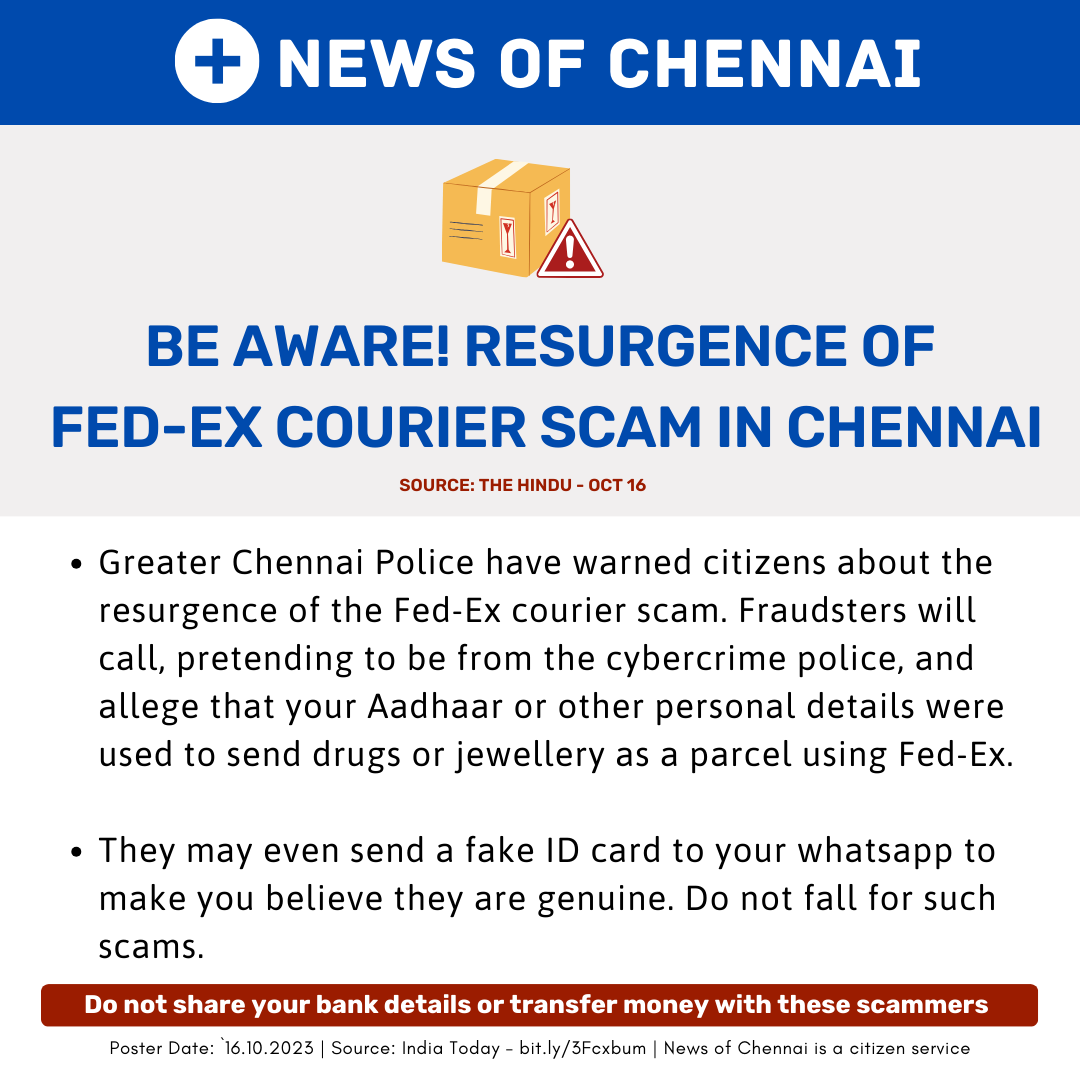 NEWS OF CHENNAI
BE AWARE! RESURGENCE OF
FED-EX COURIER SCAM IN CHENNAI
SOURCE: THE HINDU - OCT 16
• Greater Chennai Police have warned citizens about the
resurgence of the Fed-Ex courier scam. Fraudsters will
call, pretending to be from the cybercrime police, and
allege that your Aadhaar or other personal details were
used to send drugs or jewellery as a parcel using Fed-Ex.
• They may even send a fake ID card to your whatsapp to
make you believe they are genuine. Do not fall for such
scams.
Do not share your bank details or transfer money with these scammers
Poster Date: `16.10.2023 | Source: India Today – bit.ly/3Fcxbum | News of Chennai is a citizen service